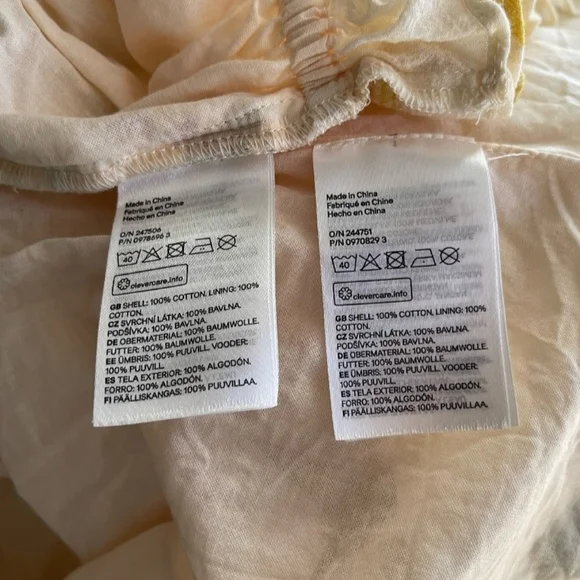 Made in China
Fabriqué en Chine
Hecho en China
O/N 247506
P/N 0978696 3
40
clevercare.info
GB SHELL: 100% COTTON. LINING: 100%
COTTON.
CZ SVRCHNÍ LÁTKA: 100% BAVLNA.
PODŠÍVKA: 100% BAVLNA.
DE OBERMATERIAL: 100% BAUMWOLLE.
FUTTER: 100% BAUMWOLLE.
EE ÜMBRIS: 100% PUUVILL. VOODER:
100% PUUVILL.
ES TELA EXTERIOR: 100% ALGODÓN.
FORRO: 100% ALGODÓN.
FI PÄÄLLISKANGAS: 100% PUUVILLAA.
Made in China
Fabriqué en Chine
Hecho en China
O/N 244751
P/N 0970829 3
40
clevercare.info
GB SHELL: 100% COTTON. LINING: 100%
COTTON.
CZ SVRCHNÍ LÁTKA: 100% BAVLNA.
PODŠÍVKA: 100% BAVLNA.
DE OBERMATERIAL: 100% BAUMWOLLE.
FUTTER: 100% BAUMWOLLE.
EE ÜMBRIS: 100% PUUVILL. VOODER:
100% PUUVILL.
ES TELA EXTERIOR: 100% ALGODÓN.
FORRO: 100% ALGODÓN.
FI PÄÄLLISKANGAS: 100% PUUVILLAA.